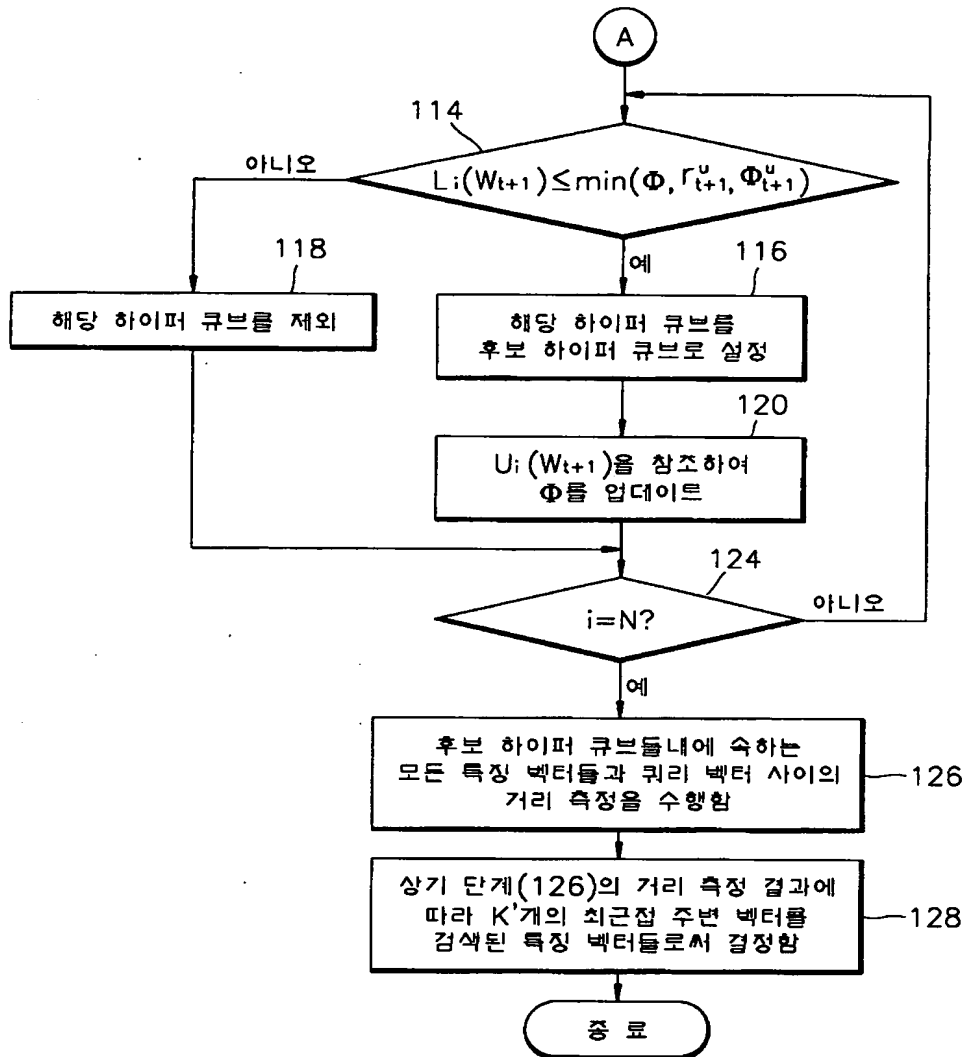 A
114
아니오
Li(Wt+1)≤min(Φ, r^u_t+1, Φ^u_t+1)
118
예
116
해당 하이퍼 큐브를 제외
해당 하이퍼 큐브를
후보 하이퍼 큐브로 설정
120
Ui(Wt+1)을 참조하여
Φ를 업데이트
124
아니오
i=N?
예
후보 하이퍼 큐브들내에 속하는
모든 특징 벡터들과 쿼리 벡터 사이의
거리 측정을 수행함
126
상기 단계(126)의 거리 측정 결과에
따라 K'개의 최근접 주변 벡터를
검색된 특징 벡터들로써 결정함
128
종 료